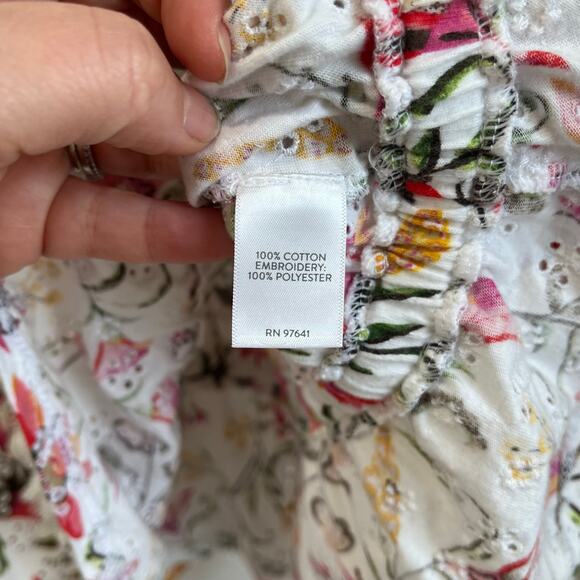 100% COTTON
EMBROIDERY:
100% POLYESTER
RN 97641